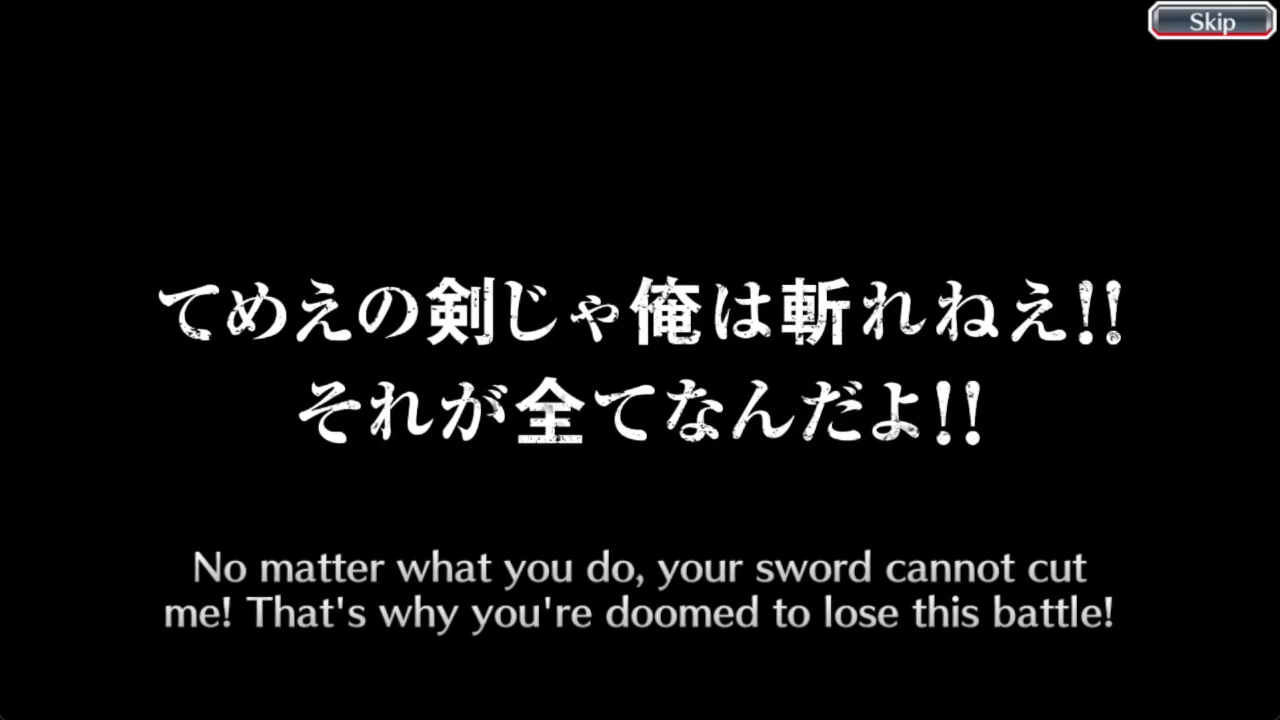 Skip
てめえの剣じゃ俺は斬れねえ!!
それが全てなんだよ!!
No matter what you do, your sword cannot cut
me! That's why you're doomed to lose this battle!